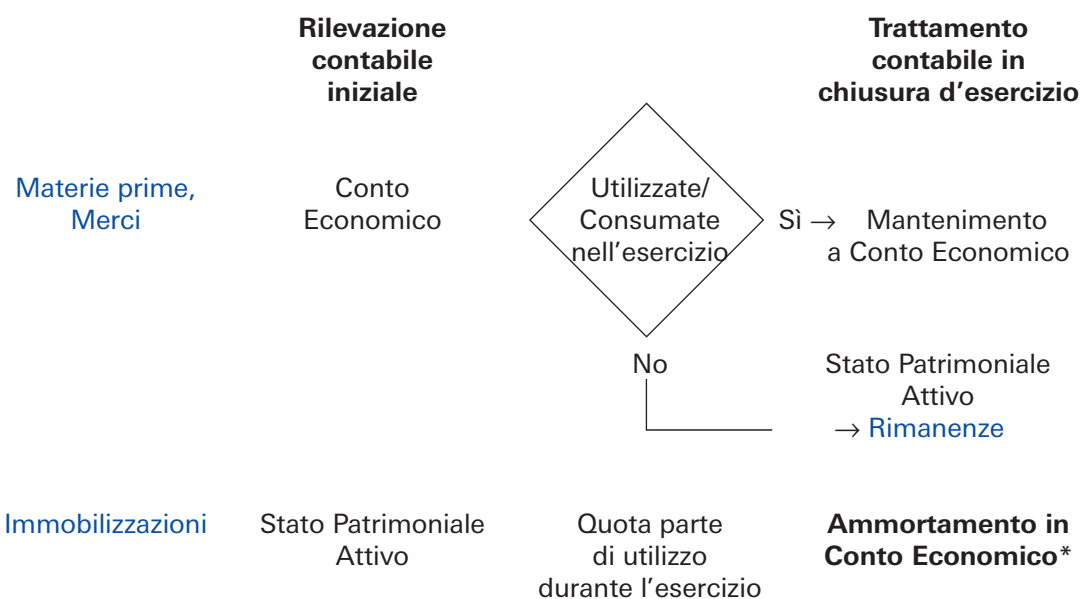 Rilevazione
contabile
iniziale
Trattamento
contabile in
chiusura d'esercizio
Materie prime,
Merci
Conto
Economico
Utilizzate/
Consumate
nell'esercizio
Sì → Mantenimento
a Conto Economico
No
Stato Patrimoniale
Attivo
→ Rimanenze
Immobilizzazioni
Stato Patrimoniale
Attivo
Quota parte
di utilizzo
durante l'esercizio
Ammortamento in
Conto Economico*